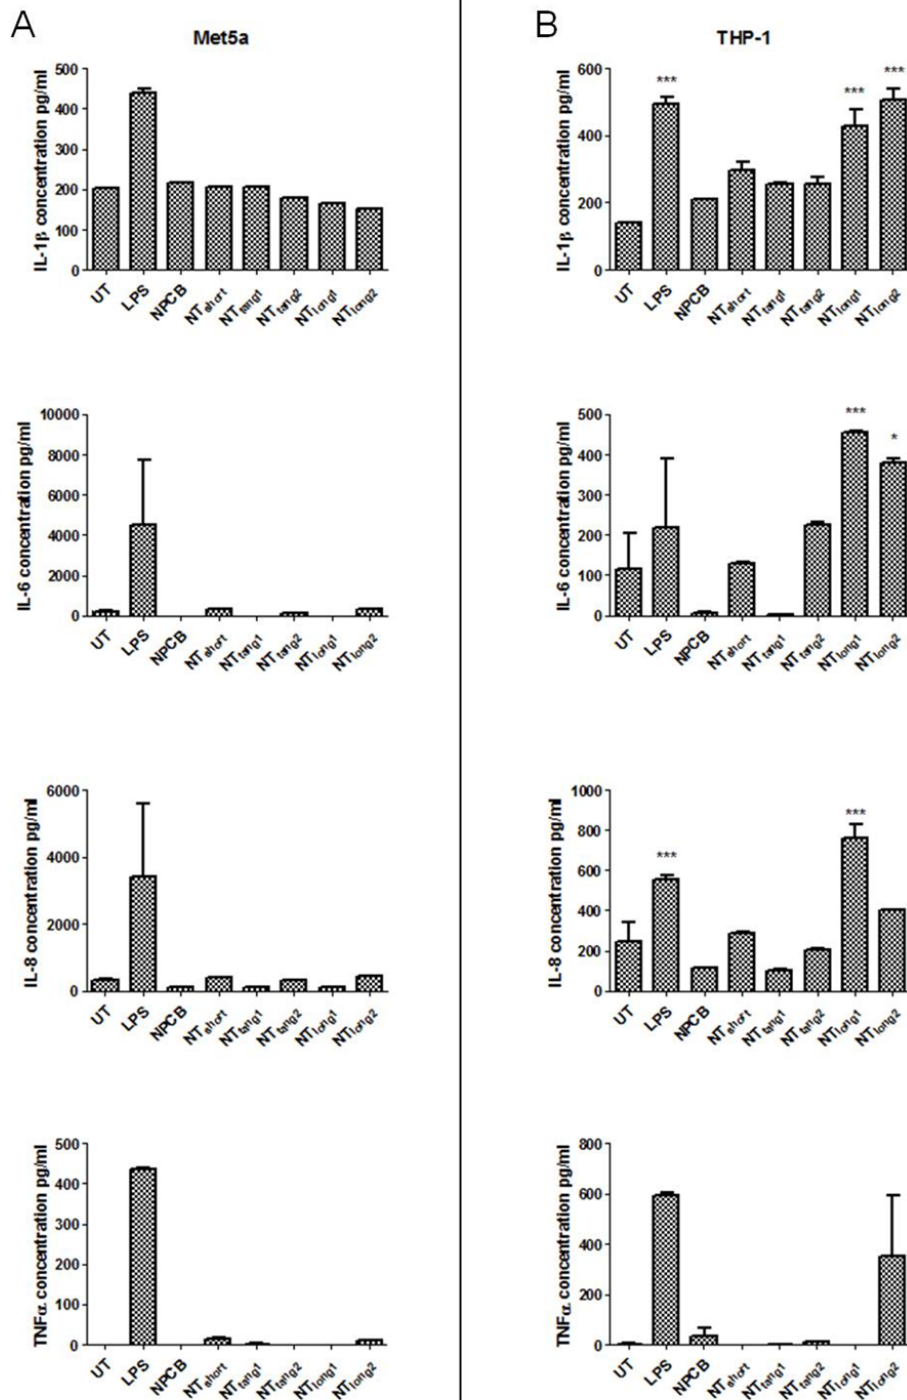 A
Met5a
IL-1β concentration pg/ml
500
400
300
200
100
0
UT
LPS
NPCB
NTshort
NTtang1
NTtang2
NTlong1
NTlong2
IL-6 concentration pg/ml
10000
8000
6000
4000
2000
0
UT
LPS
NPCB
NTshort
NTtang1
NTtang2
NTlong1
NTlong2
IL-8 concentration pg/ml
6000
4000
2000
0
UT
LPS
NPCB
NTshort
NTtang1
NTtang2
NTlong1
NTlong2
TNFα concentration pg/ml
500
400
300
200
100
0
UT
LPS
NPCB
NTshort
NTtang1
NTtang2
NTlong1
NTlong2
B
THP-1
IL-1β concentration pg/ml
600
400
200
0
***
***
***
UT
LPS
NPCB
NTshort
NTtang1
NTtang2
NTlong1
NTlong2
IL-6 concentration pg/ml
500
400
300
200
100
0
***
*
UT
LPS
NPCB
NTshort
NTtang1
NTtang2
NTlong1
NTlong2
IL-8 concentration pg/ml
1000
800
600
400
200
0
***
***
UT
LPS
NPCB
NTshort
NTtang1
NTtang2
NTlong1
NTlong2
TNFα concentration pg/ml
800
600
400
200
0
UT
LPS
NPCB
NTshort
NTtang1
NTtang2
NTlong1
NTlong2